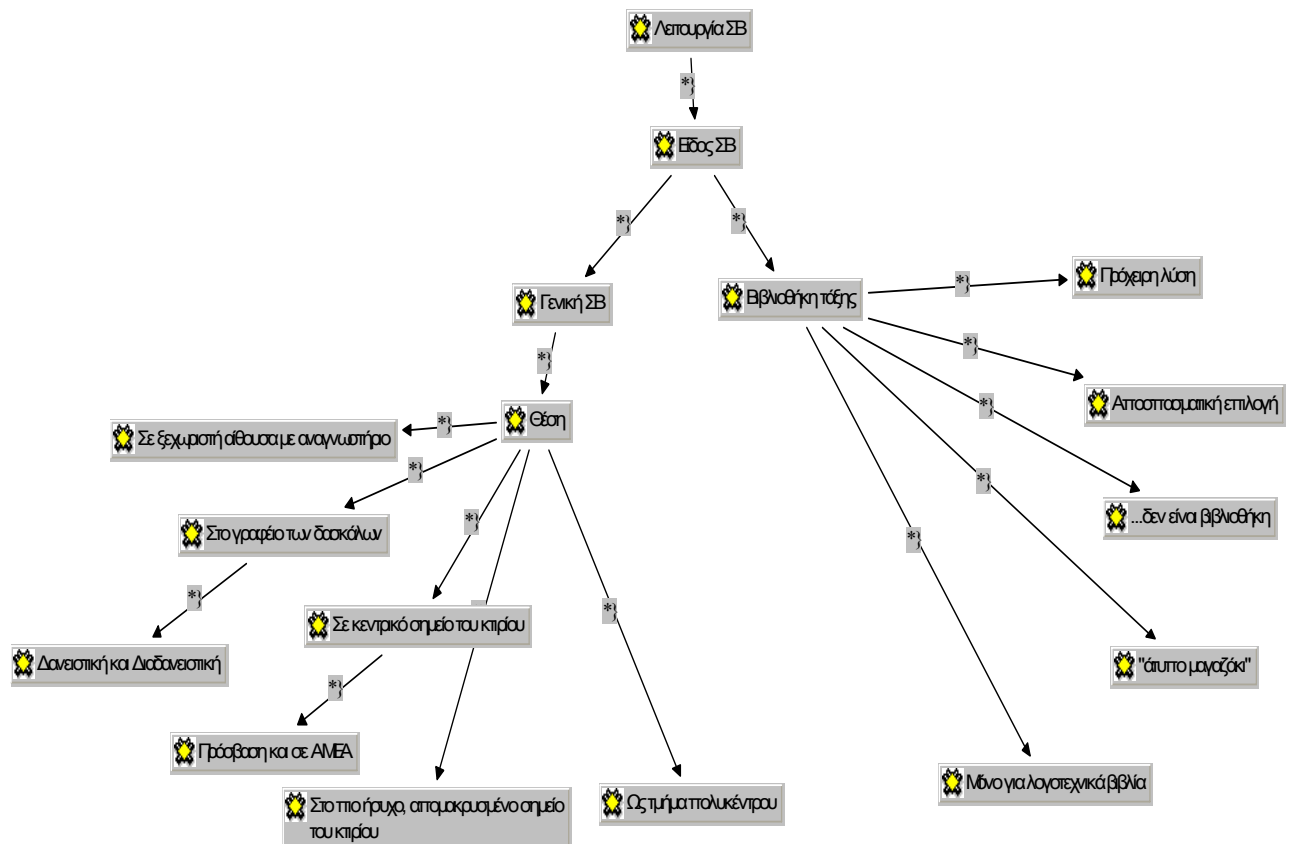 Λειτουργία ΣΒ
*}
Είδος ΣΒ
*}
*}
Πρόχειρη λύση
*}
Γενική ΣΒ
Βιβλιοθήκη τάξης
*}
*}
Αποσπασματική επιλογή
*}
Θέση
*}
Σε ξεχωριστή αίθουσα με αναγνωστήριο
*}
*}
...δεν είναι βιβλιοθήκη
*}
Στο γραφείο των δασκάλων
*}
*}
*}
Σε κεντρικό σημείο του κτιρίου
*}
Δανειστική και Διαδανειστική
"άτυπο μαγαζάκι"
*}
Πρόσβαση και σε ΑΜΕΑ
Μόνο για λογοτεχνικά βιβλία
Στο πιο ήσυχο, απομακρυσμένο σημείο
του κτιρίου
Ως τμήμα πολυκέντρου